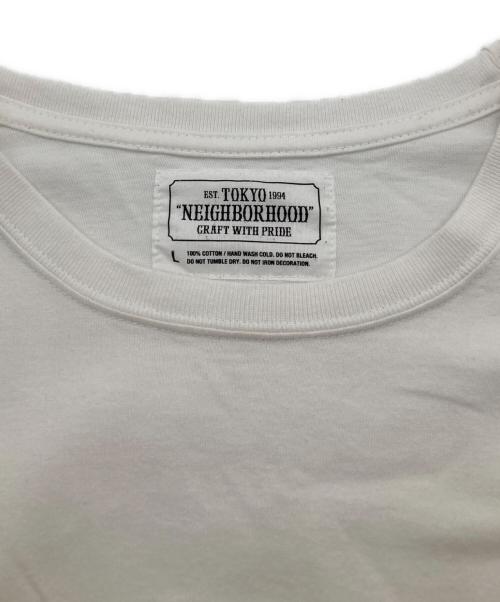 EST. TOKYO 1994
"NEIGHBORHOOD"
CRAFT WITH PRIDE
L 100% COTTON / HAND WASH COLD. DO NOT BLEACH.
DO NOT TUMBLE DRY. DO NOT IRON DECORATION.